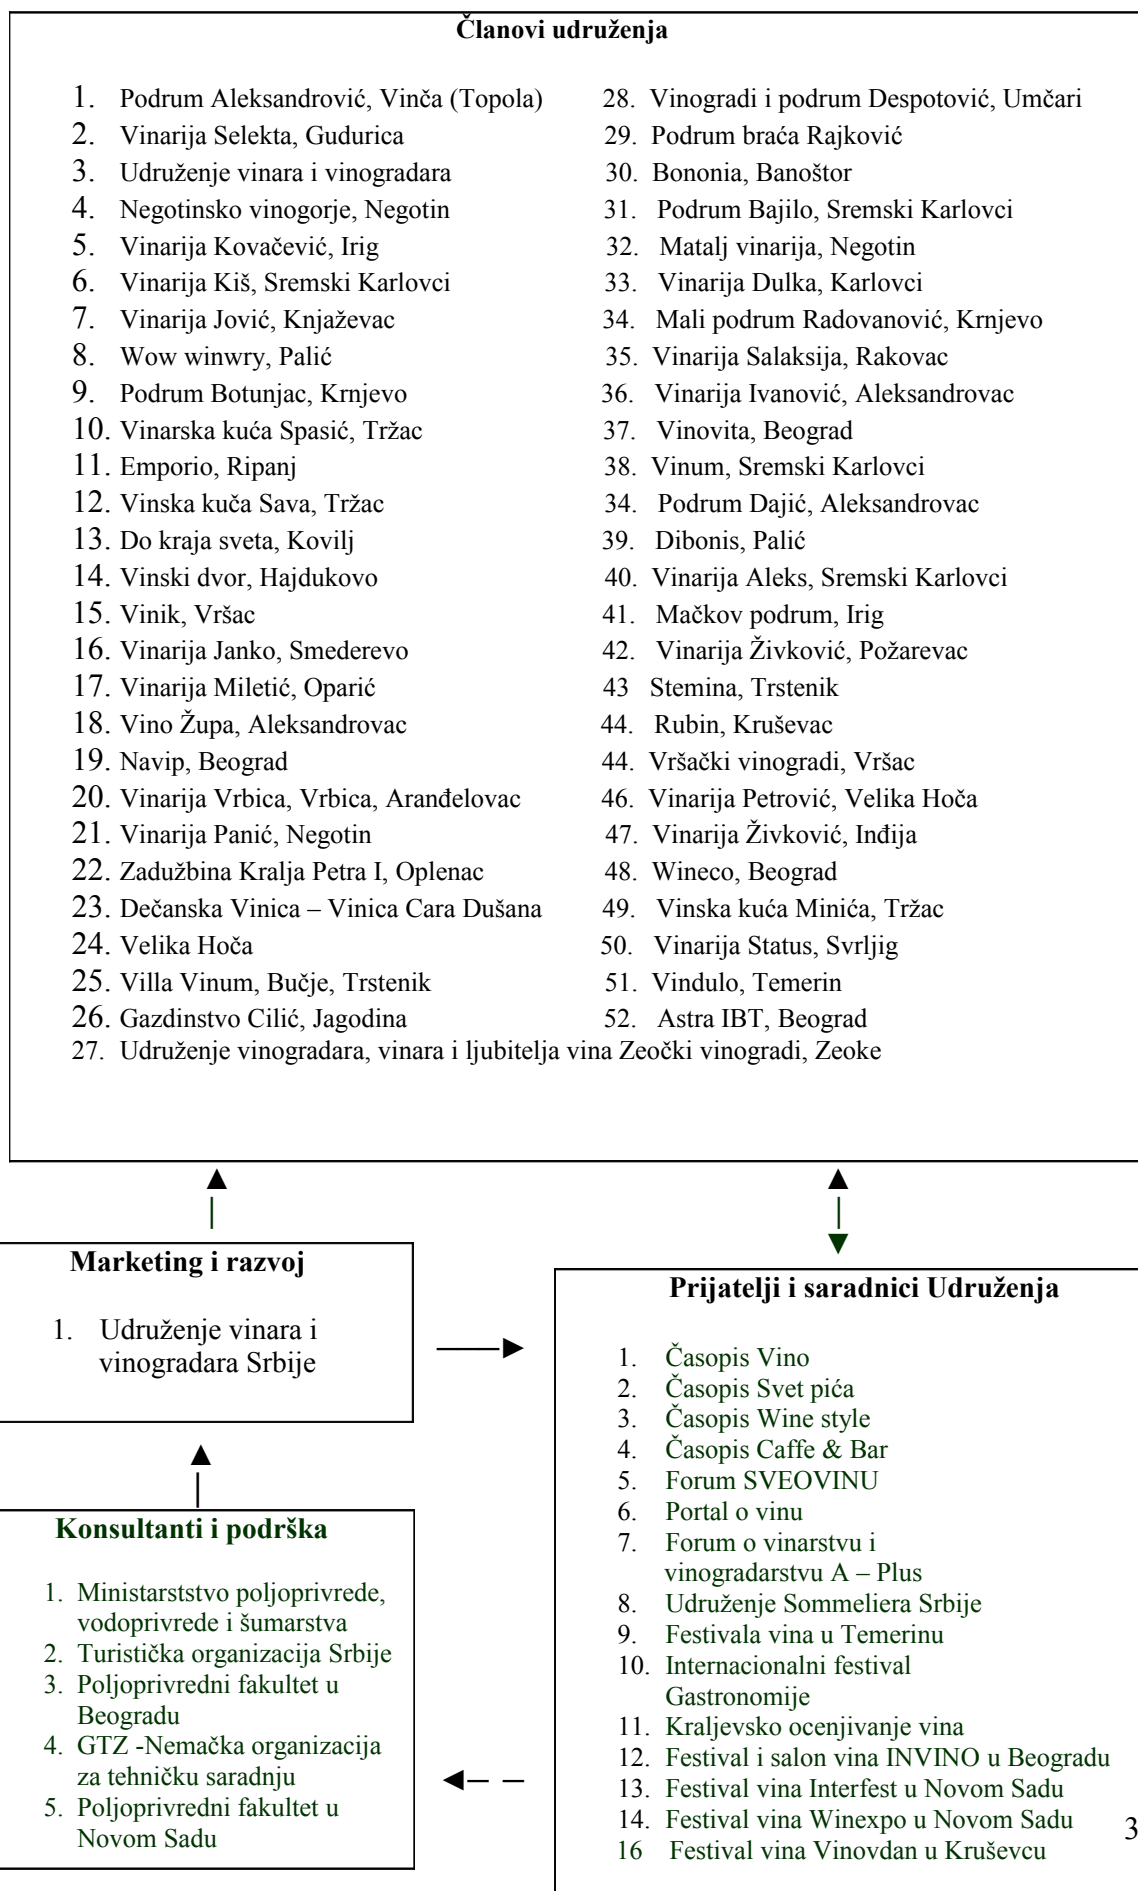 Članovi udruženja
1. Podrum Aleksandrović, Vinča (Topola)
2. Vinarija Selekta, Gudurica
3. Udruženje vinara i vinogradara
4. Negotinsko vinogorje, Negotin
5. Vinarija Kovačević, Irig
6. Vinarija Kiš, Sremski Karlovci
7. Vinarija Jović, Knjaževac
8. Wow winwry, Palić
9. Podrum Botunjac, Krnjevo
10. Vinarska kuća Spasić, Tržac
11. Emporio, Ripanj
12. Vinska kuča Sava, Tržac
13. Do kraja sveta, Kovilj
14. Vinski dvor, Hajdukovo
15. Vinik, Vršac
16. Vinarija Janko, Smederevo
17. Vinarija Miletić, Oparić
18. Vino Župa, Aleksandrovac
19. Navip, Beograd
20. Vinarija Vrbica, Vrbica, Aranđelovac
21. Vinarija Panić, Negotin
22. Zadužbina Kralja Petra I, Oplenac
23. Dečanska Vinica – Vinica Cara Dušana
24. Velika Hoča
25. Villa Vinum, Bučje, Trstenik
26. Gazdinstvo Cilić, Jagodina
27. Udruženje vinogradara, vinara i ljubitelja vina Zeočki vinogradi, Zeoke
28. Vinogradi i podrum Despotović, Umčari
29. Podrum braća Rajković
30. Bononia, Banoštor
31. Podrum Bajilo, Sremski Karlovci
32. Matalj vinarija, Negotin
33. Vinarija Dulka, Karlovci
34. Mali podrum Radovanović, Krnjevo
35. Vinarija Salaksija, Rakovac
36. Vinarija Ivanović, Aleksandrovac
37. Vinovita, Beograd
38. Vinum, Sremski Karlovci
34. Podrum Dajić, Aleksandrovac
39. Dibonis, Palić
40. Vinarija Aleks, Sremski Karlovci
41. Mačkov podrum, Irig
42. Vinarija Živković, Požarevac
43 Stemina, Trstenik
44. Rubin, Kruševac
44. Vršački vinogradi, Vršac
46. Vinarija Petrović, Velika Hoča
47. Vinarija Živković, Inđija
48. Wineco, Beograd
49. Vinska kuća Minića, Tržac
50. Vinarija Status, Svrljig
51. Vindulo, Temerin
52. Astra IBT, Beograd
Marketing i razvoj
1. Udruženje vinara i
vinogradara Srbije
Konsultanti i podrška
1. Ministarststvo poljoprivrede,
vodoprivrede i šumarstva
2. Turistička organizacija Srbije
3. Poljoprivredni fakultet u
Beogradu
4. GTZ -Nemačka organizacija
za tehničku saradnju
5. Poljoprivredni fakultet u
Novom Sadu
Prijatelji i saradnici Udruženja
1. Časopis Vino
2. Časopis Svet pića
3. Časopis Wine style
4. Časopis Caffe & Bar
5. Forum SVEOVINU
6. Portal o vinu
7. Forum o vinarstvu i
vinogradarstvu A – Plus
8. Udruženje Sommeliera Srbije
9. Festivala vina u Temerinu
10. Internacionalni festival
Gastronomije
11. Kraljevsko ocenjivanje vina
12. Festival i salon vina INVINO u Beogradu
13. Festival vina Interfest u Novom Sadu
14. Festival vina Winexpo u Novom Sadu
16 Festival vina Vinovdan u Kruševcu
3